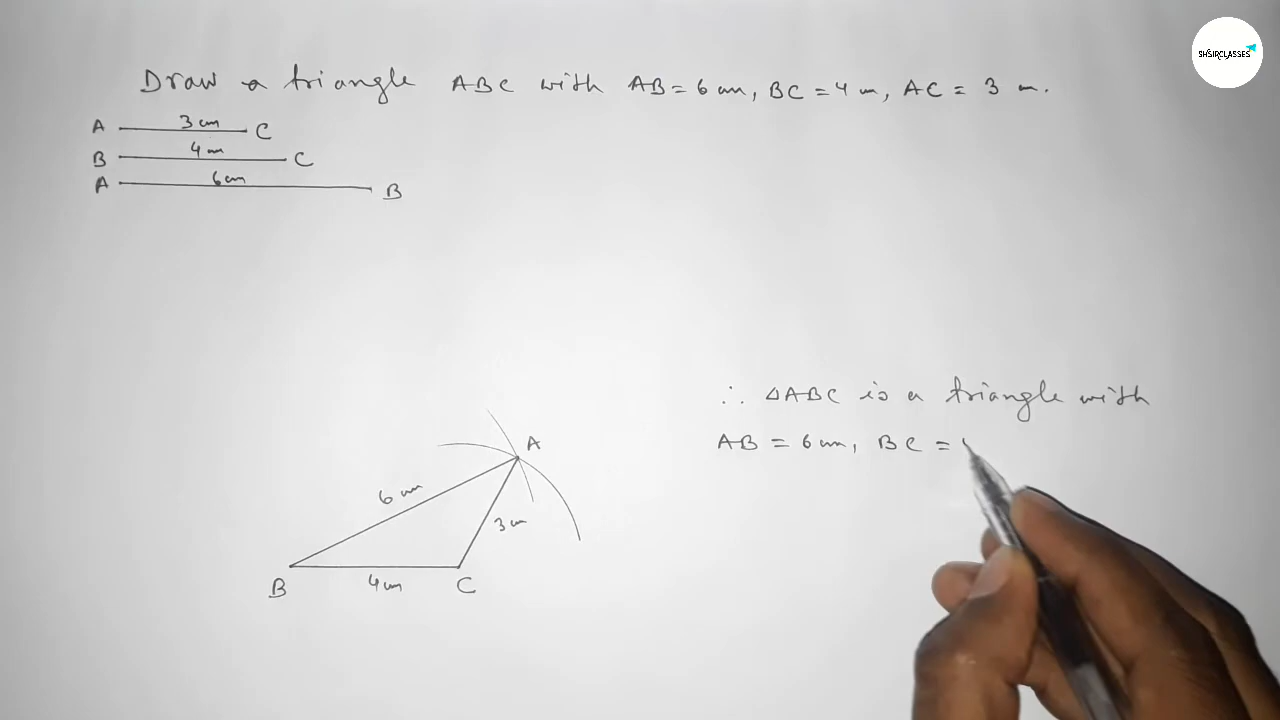 SHSIRCLASSES
Draw a triangle ABC with AB = 6 cm, BC = 4 cm, AC = 3 cm.
A 3 cm C
B 4 cm C
A 6 cm B
∴ △ABC is a triangle with
AB = 6 cm, BC =
A
6 cm
3 cm
B 4 cm C